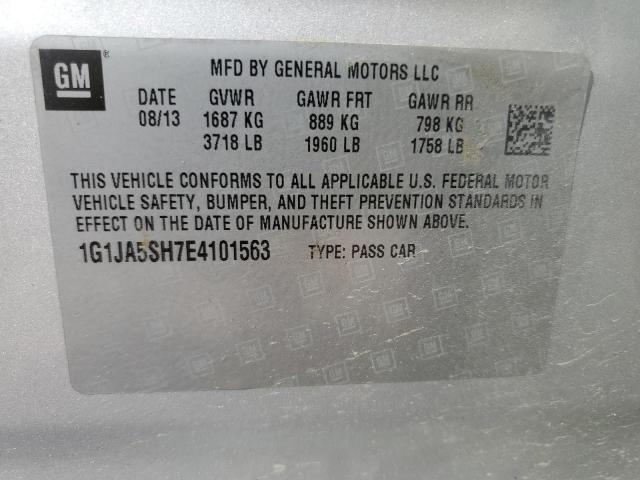 GM ® MFD BY GENERAL MOTORS LLC
DATE GVWR GAWR FRT GAWR RR
08/13 1687 KG 889 KG 798 KG
3718 LB 1960 LB 1758 LB
THIS VEHICLE CONFORMS TO ALL APPLICABLE U.S. FEDERAL MOTOR
VEHICLE SAFETY, BUMPER, AND THEFT PREVENTION STANDARDS IN
EFFECT ON THE DATE OF MANUFACTURE SHOWN ABOVE.
1G1JA5SH7E4101563 TYPE: PASS CAR